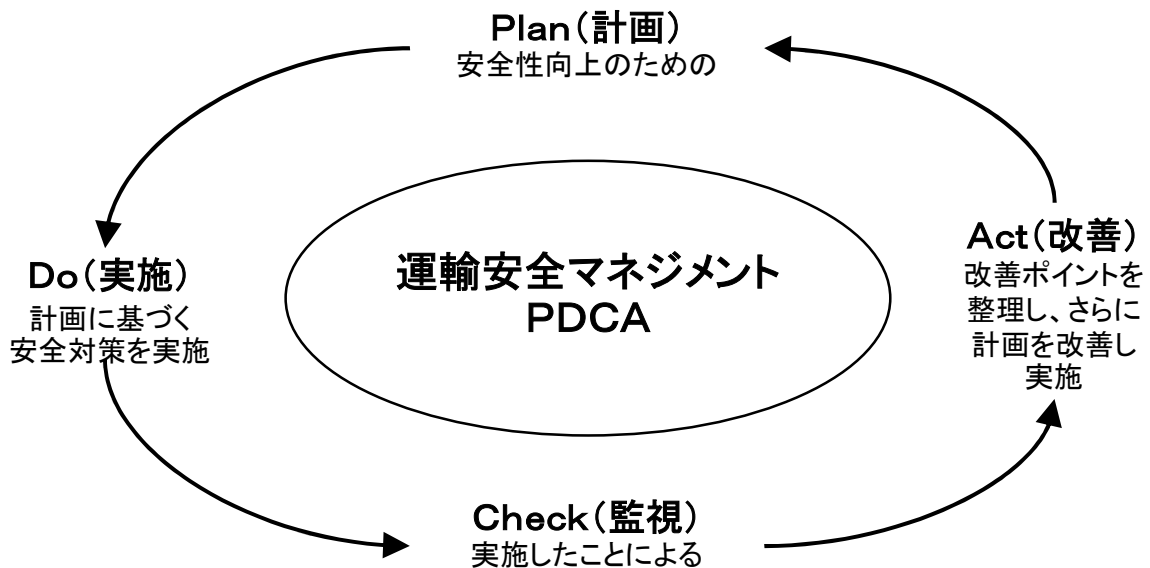 Plan(計画)
安全性向上のための
Do(実施)
計画に基づく
安全対策を実施
運輸安全マネジメント
PDCA
Act(改善)
改善ポイントを
整理し、さらに
計画を改善し
実施
Check(監視)
実施したことによる